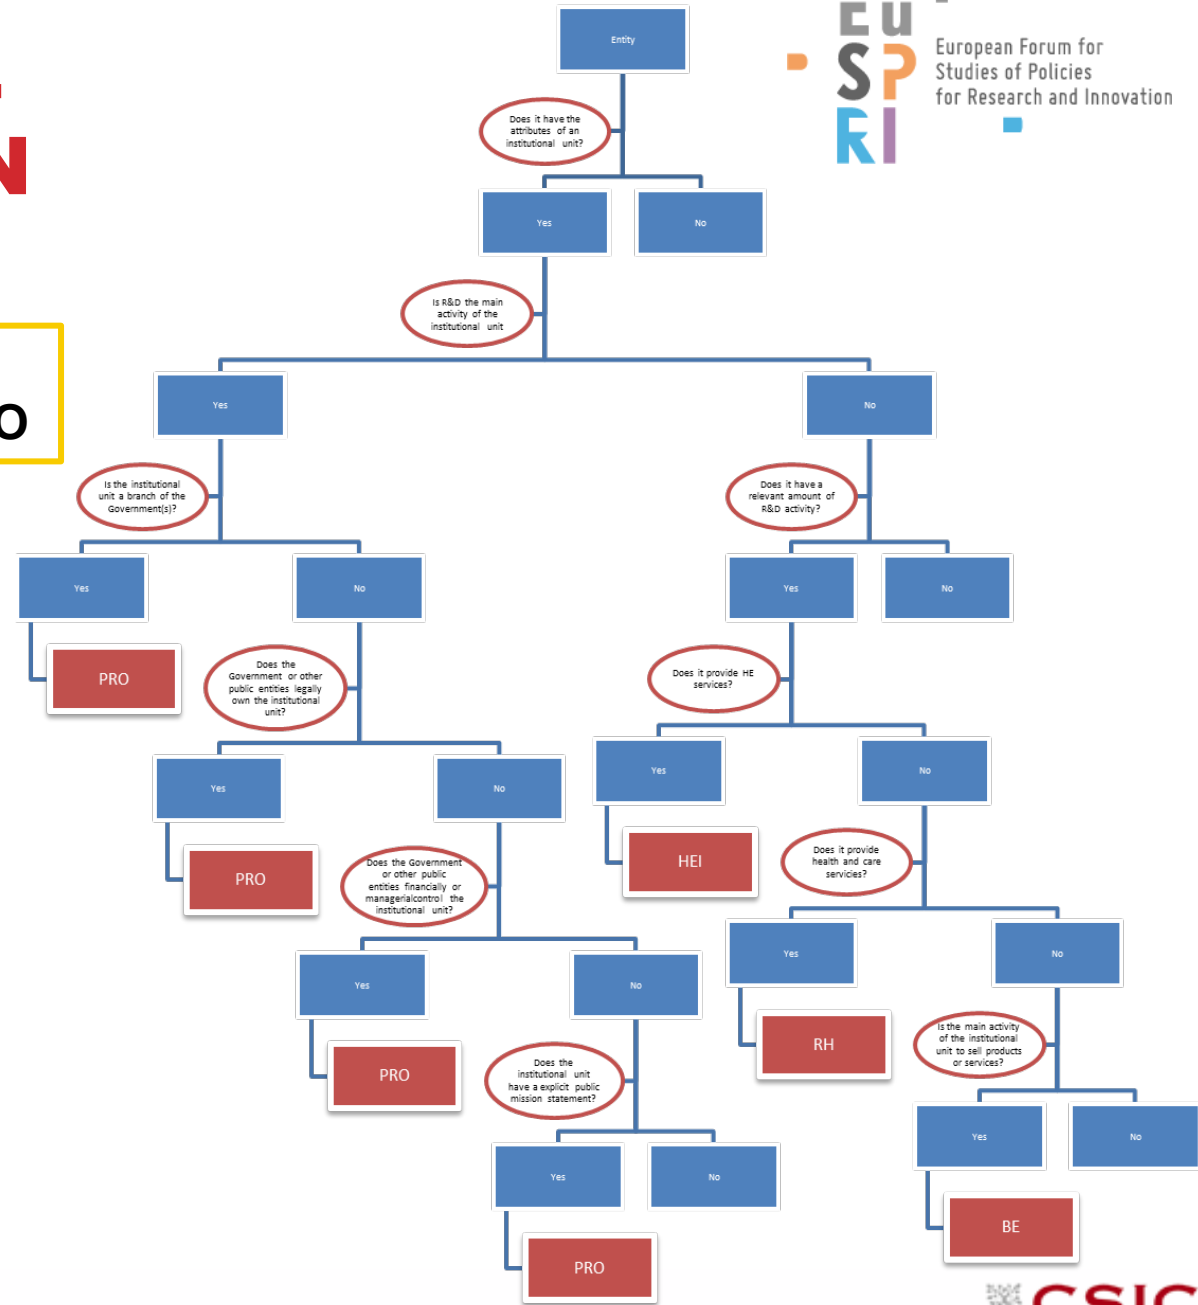 Eu
SP
RI
European Forum for
Studies of Policies
for Research and Innovation
N
O
Entity
Does it have the
attributes of an
institutional unit?
Yes
No
Is R&D the main
activity of the
institutional unit
Yes
No
Is the institutional
unit a branch of the
Government(s)?
Does it have a
relevant amount of
R&D activity?
Yes
No
Yes
No
PRO
Does the
Government or other
public entities legally
own the institutional
unit?
Does it provide HE
services?
Yes
No
Yes
No
PRO
Does the Government
or other public
entities financially or
managerialcontrol the
institutional unit?
HEI
Does it provide
health and care
servicies?
Yes
No
Yes
No
PRO
Does the
institutional unit
have a explicit public
mission statement?
RH
Is the main activity
of the institutional
unit to sell products
or services?
Yes
No
Yes
No
PRO
BE
CSIC